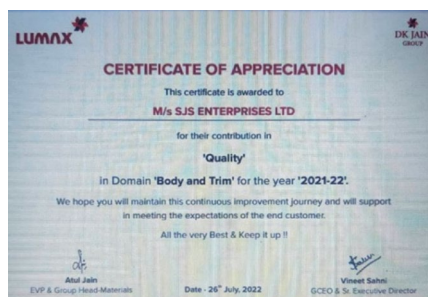 LUMAX
DK JAIN
GROUP
CERTIFICATE OF APPRECIATION
This certificate is awarded to
M/s SJS ENTERPRISES LTD
for their contribution in
'Quality'
in Domain 'Body and Trim' for the year '2021-22'.
We hope you will maintain this continuous improvement journey and will support
in meeting the expectations of the end customer.
All the very Best & Keep it up !!
Atul Jain
EVP & Group Head-Materials
Date - 26th July, 2022
Vineet Sahni
GCEO & Sr. Executive Director